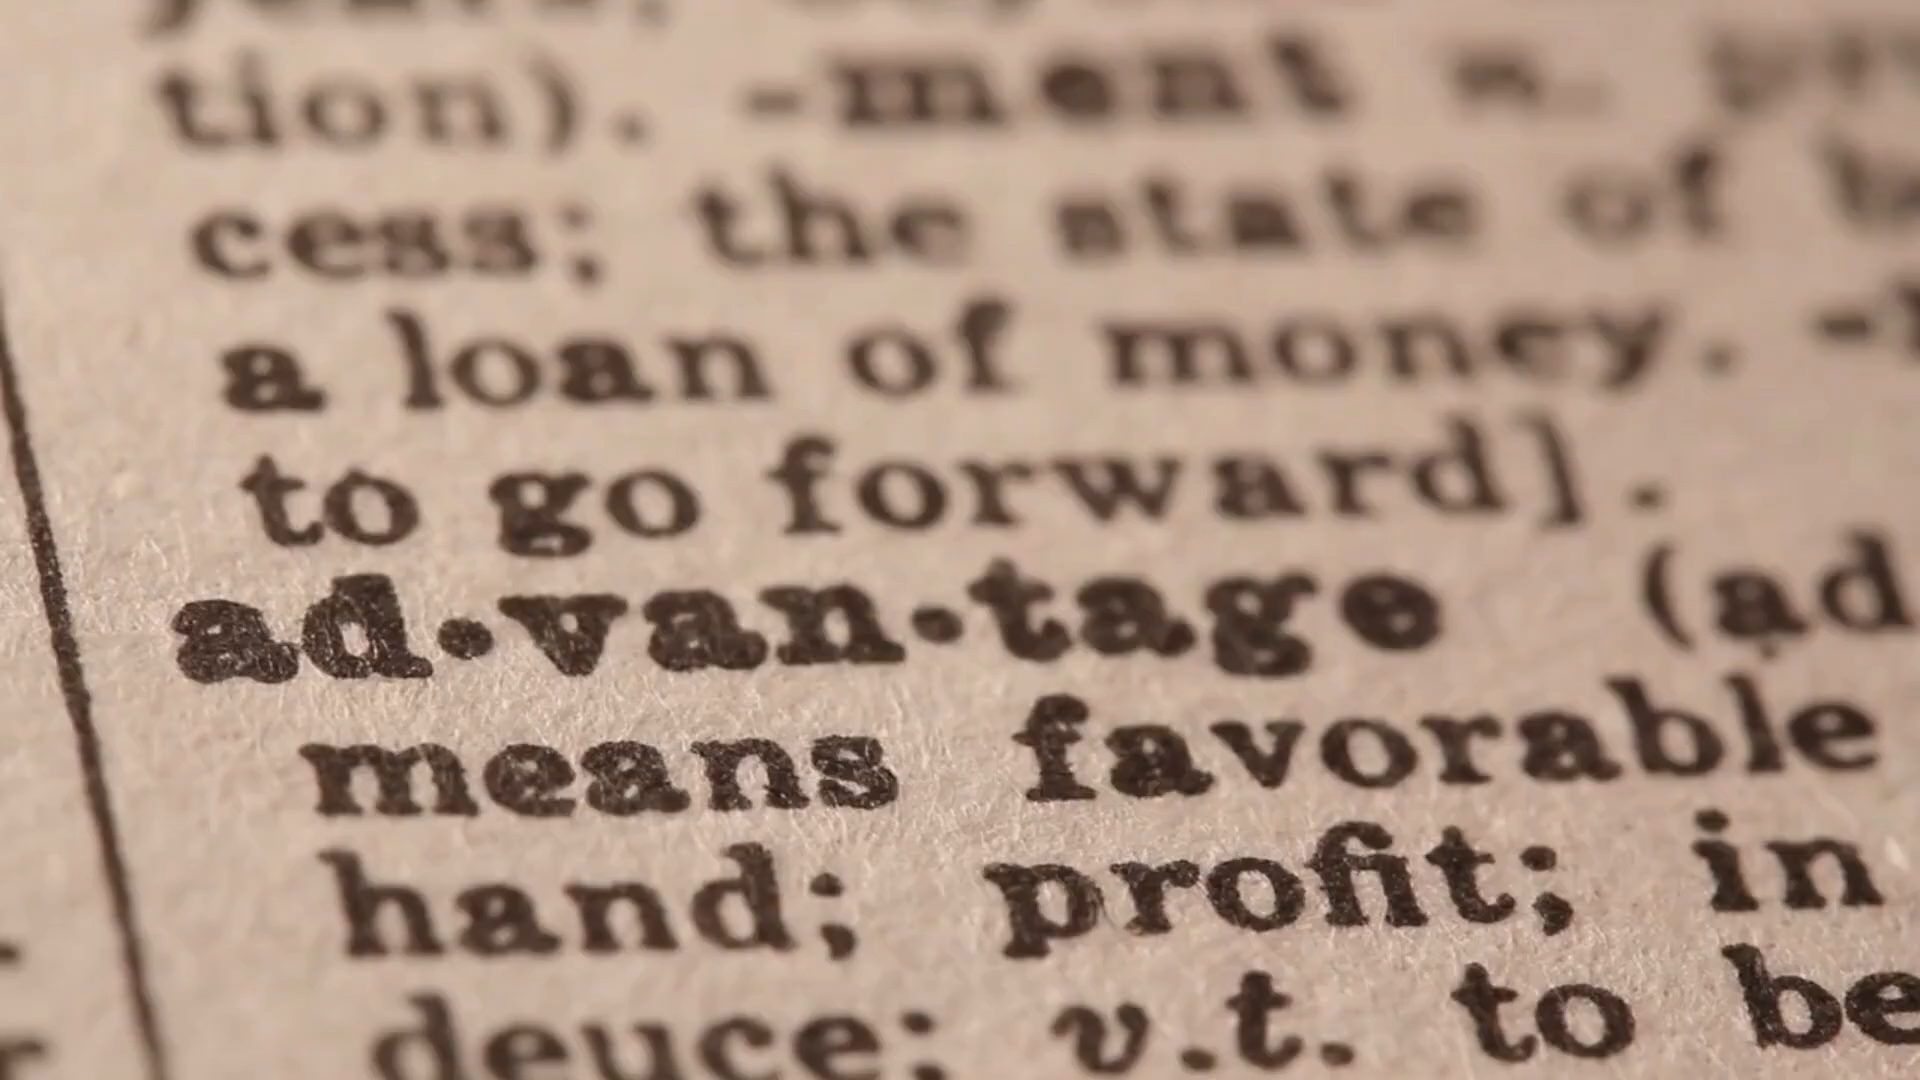 tion). -ment n.
cess; the state of
a loan of money.
to go forward].
ad•van•tage (ad
means favorable
hand; profit; in
deuce; v.t. to be